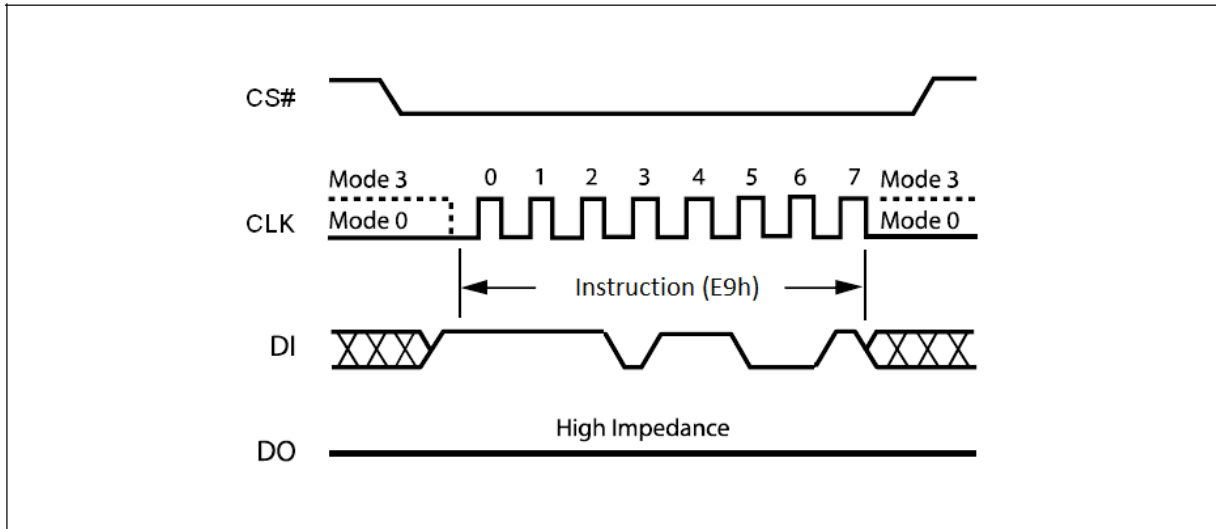 CS#
Mode 3 0 1 2 3 4 5 6 7 Mode 3
CLK Mode 0 Mode 0
Instruction (E9h)
DI
High Impedance
DO